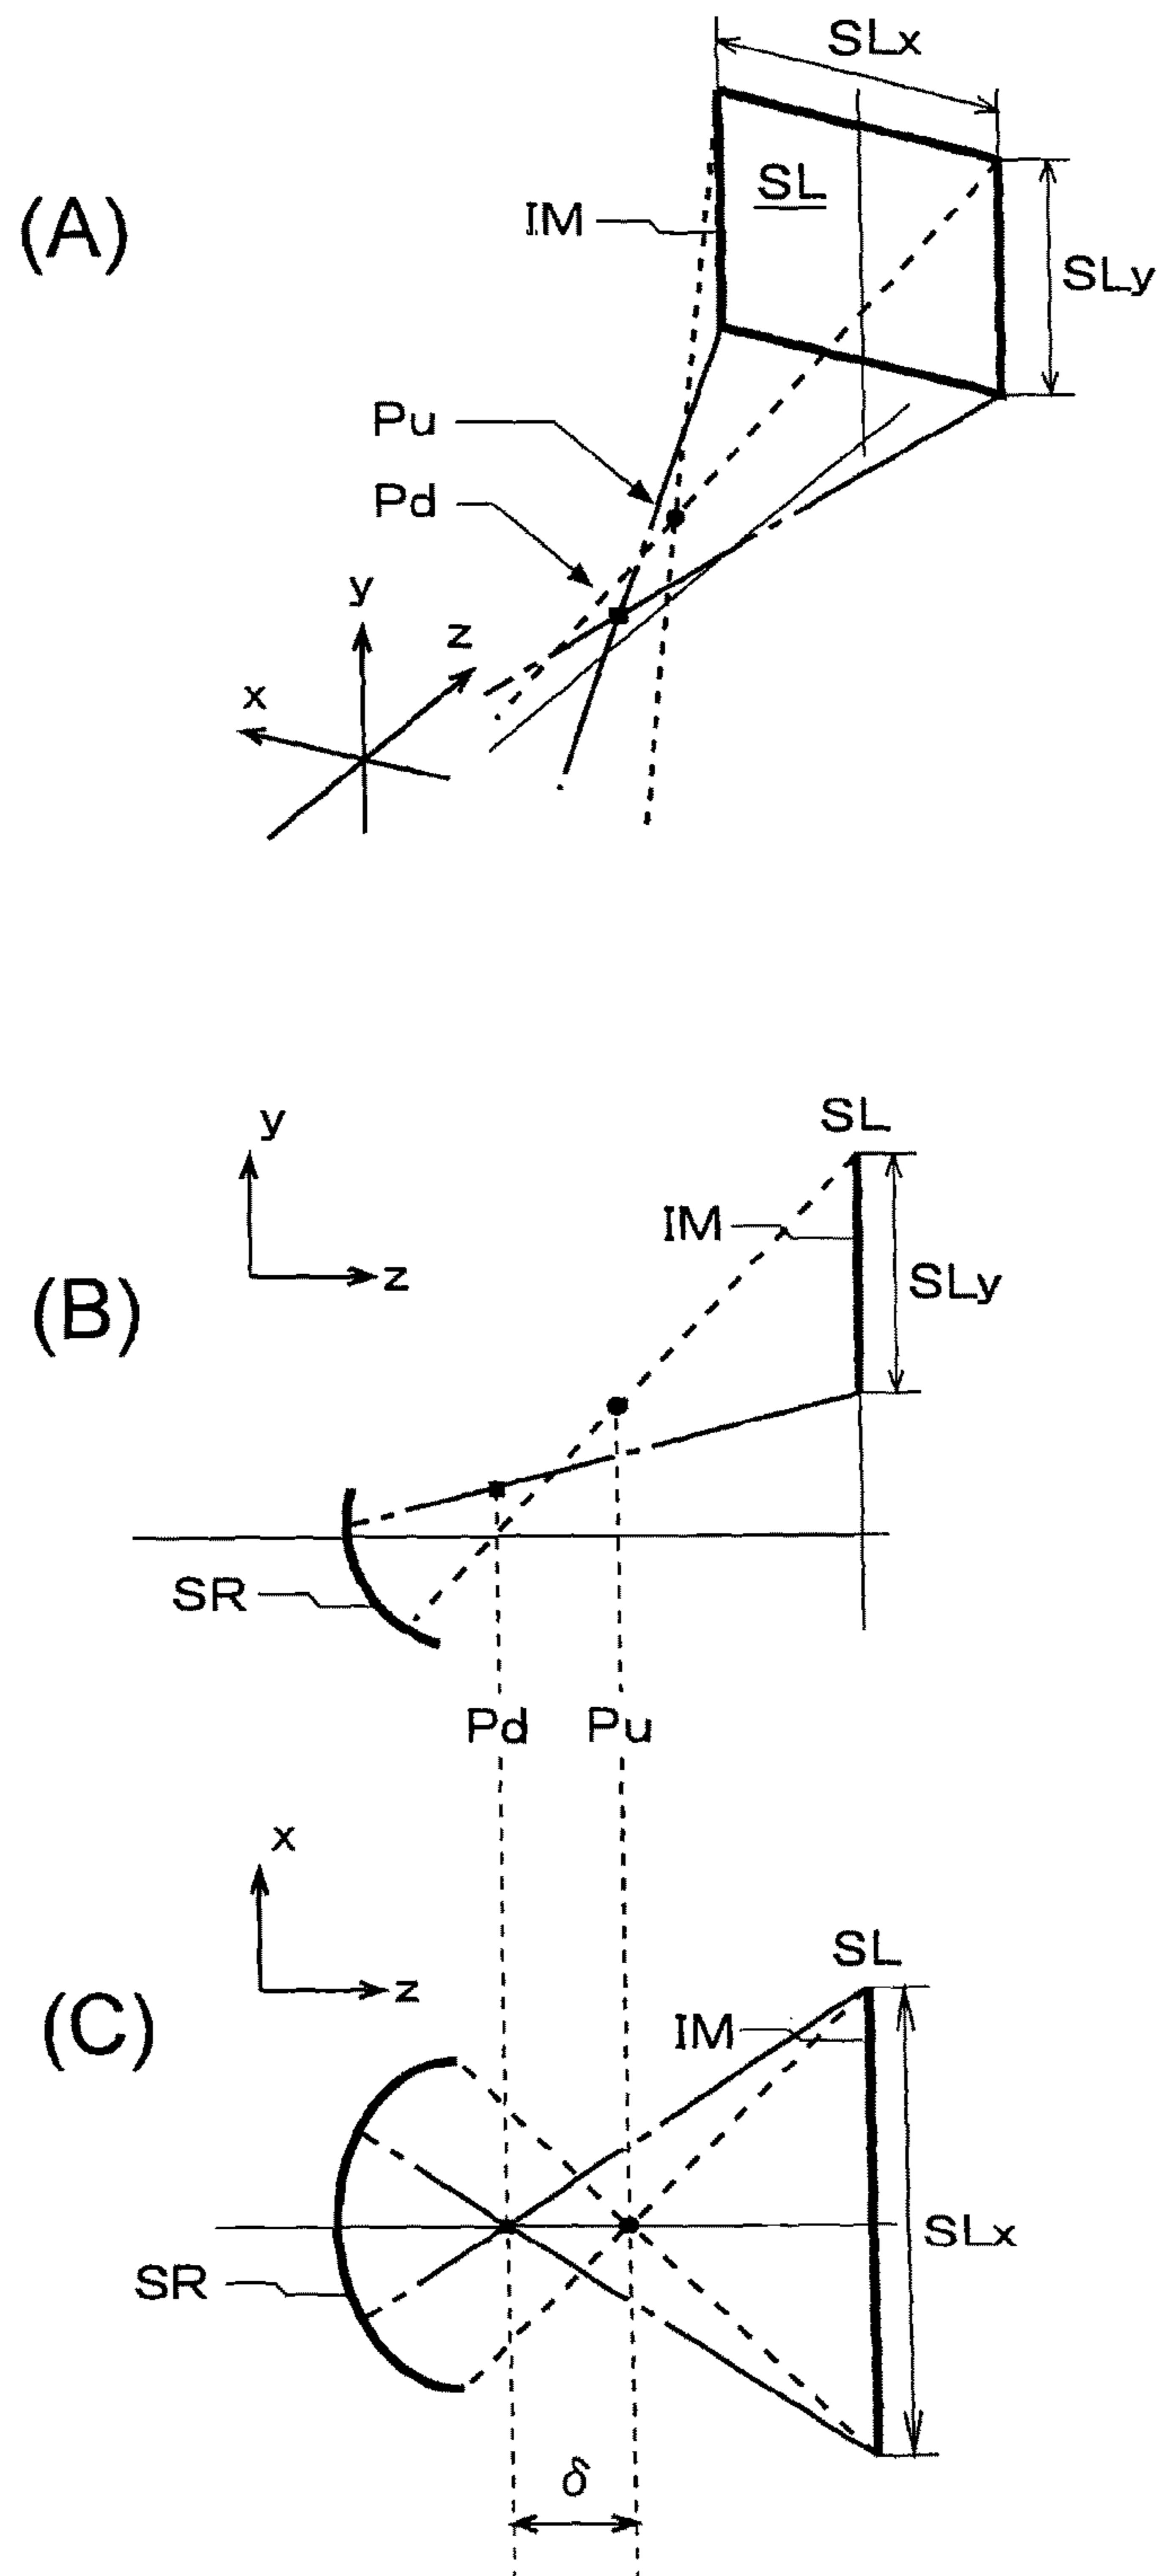 (A)
SLx
SL
IM
SLy
Pu
Pd
y
z
x
(B)
y
z
SL
IM
SLy
SR
Pd
Pu
(C)
x
z
SL
IM
SLx
SR
δ